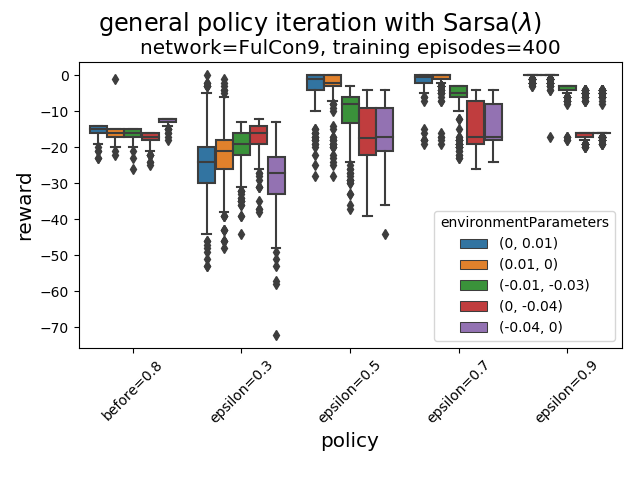 general policy iteration with Sarsa(λ)
network=FulCon9, training episodes=400
reward
0
−10
−20
−30
−40
−50
−60
−70
environmentParameters
(0, 0.01)
(0.01, 0)
(-0.01, -0.03)
(0, -0.04)
(-0.04, 0)
before=0.8
epsilon=0.3
epsilon=0.5
epsilon=0.7
epsilon=0.9
policy